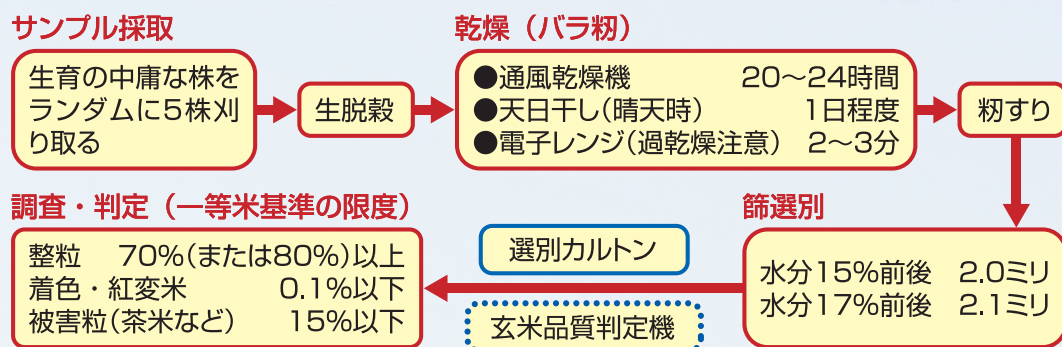 サンプル採取
生育の中庸な株を
ランダムに5株刈
り取る
生脱穀
乾燥（バラ籾）
●通風乾燥機 20〜24時間
●天日干し（晴天時） 1日程度
●電子レンジ（過乾燥注意） 2〜3分
籾すり
篩選別
水分15%前後 2.0ミリ
水分17%前後 2.1ミリ
選別カルトン
玄米品質判定機
調査・判定（一等米基準の限度）
整粒 70%（または80%）以上
着色・紅変米 0.1%以下
被害粒（茶米など） 15%以下